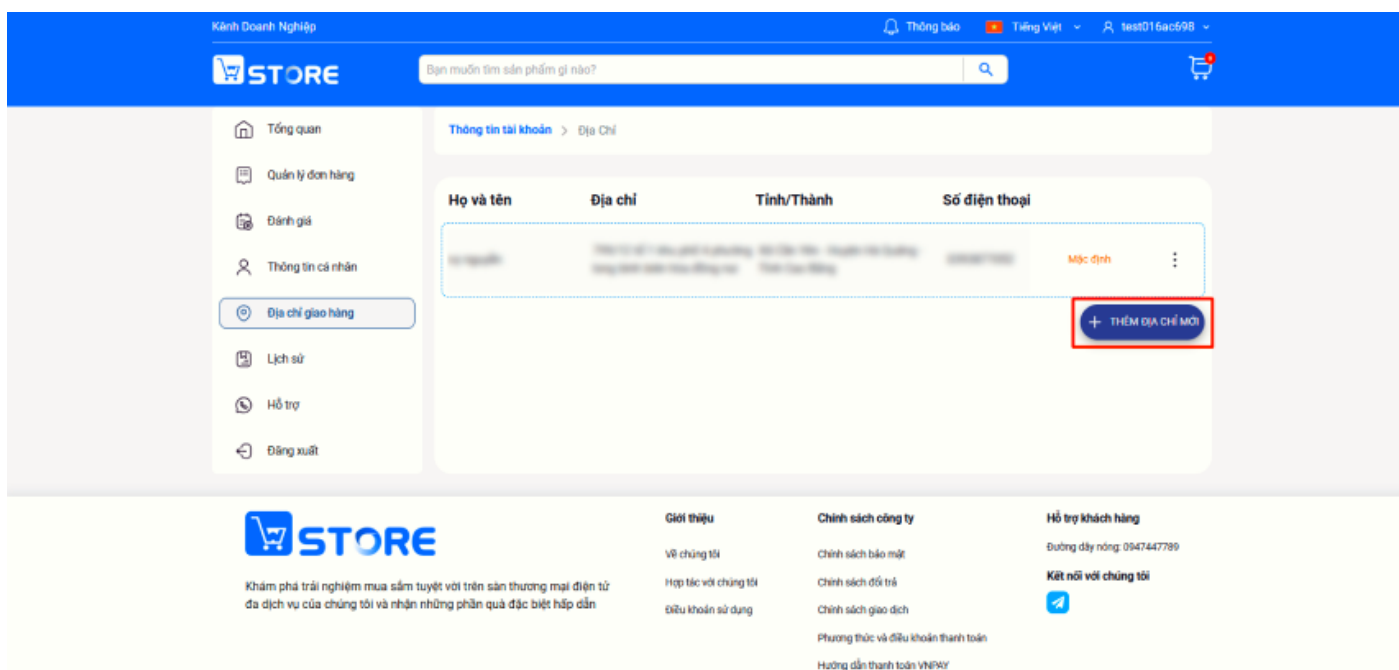 Kênh Doanh Nghiệp
Thông báo
Tiếng Việt
test016ac698
STORE
Bạn muốn tìm sản phẩm gì nào?
Tổng quan
Quản lý đơn hàng
Đánh giá
Thông tin cá nhân
Địa chỉ giao hàng
Lịch sử
Hỗ trợ
Đăng xuất
Thông tin tài khoản > Địa Chỉ
Họ và tên Địa chỉ Tỉnh/Thành Số điện thoại
Mặc định
+ THÊM ĐỊA CHỈ MỚI
STORE
Khám phá trải nghiệm mua sắm tuyệt vời trên sàn thương mại điện tử
đa dịch vụ của chúng tôi và nhận những phần quà đặc biệt hấp dẫn
Giới thiệu
Về chúng tôi
Hợp tác với chúng tôi
Điều khoản sử dụng
Chính sách công ty
Chính sách bảo mật
Chính sách đổi trả
Chính sách giao dịch
Phương thức và điều khoản thanh toán
Hướng dẫn thanh toán VNPAY
Hỗ trợ khách hàng
Đường dây nóng: 0947447789
Kết nối với chúng tôi